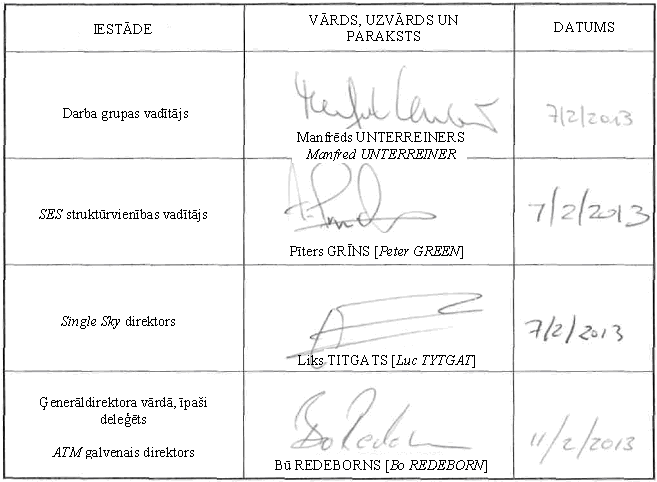 IESTĀDE
VĀRDS, UZVĀRDS UN
PARAKSTS
DATUMS
Darba grupas vadītājs
Manfrēds UNTERREINERS
Manfred UNTERREINER
7/2/2013
SES struktūrvienības vadītājs
Pīters GRĪNS [Peter GREEN]
7/2/2013
Single Sky direktors
Liks TITGATS [Luc TYTGAT]
7/2/2013
Ģenerāldirektora vārdā, īpaši
deleģēts
ATM galvenais direktors
Bo Redeborn
Bū REDEBORNS [Bo REDEBORN]
11/2/2013